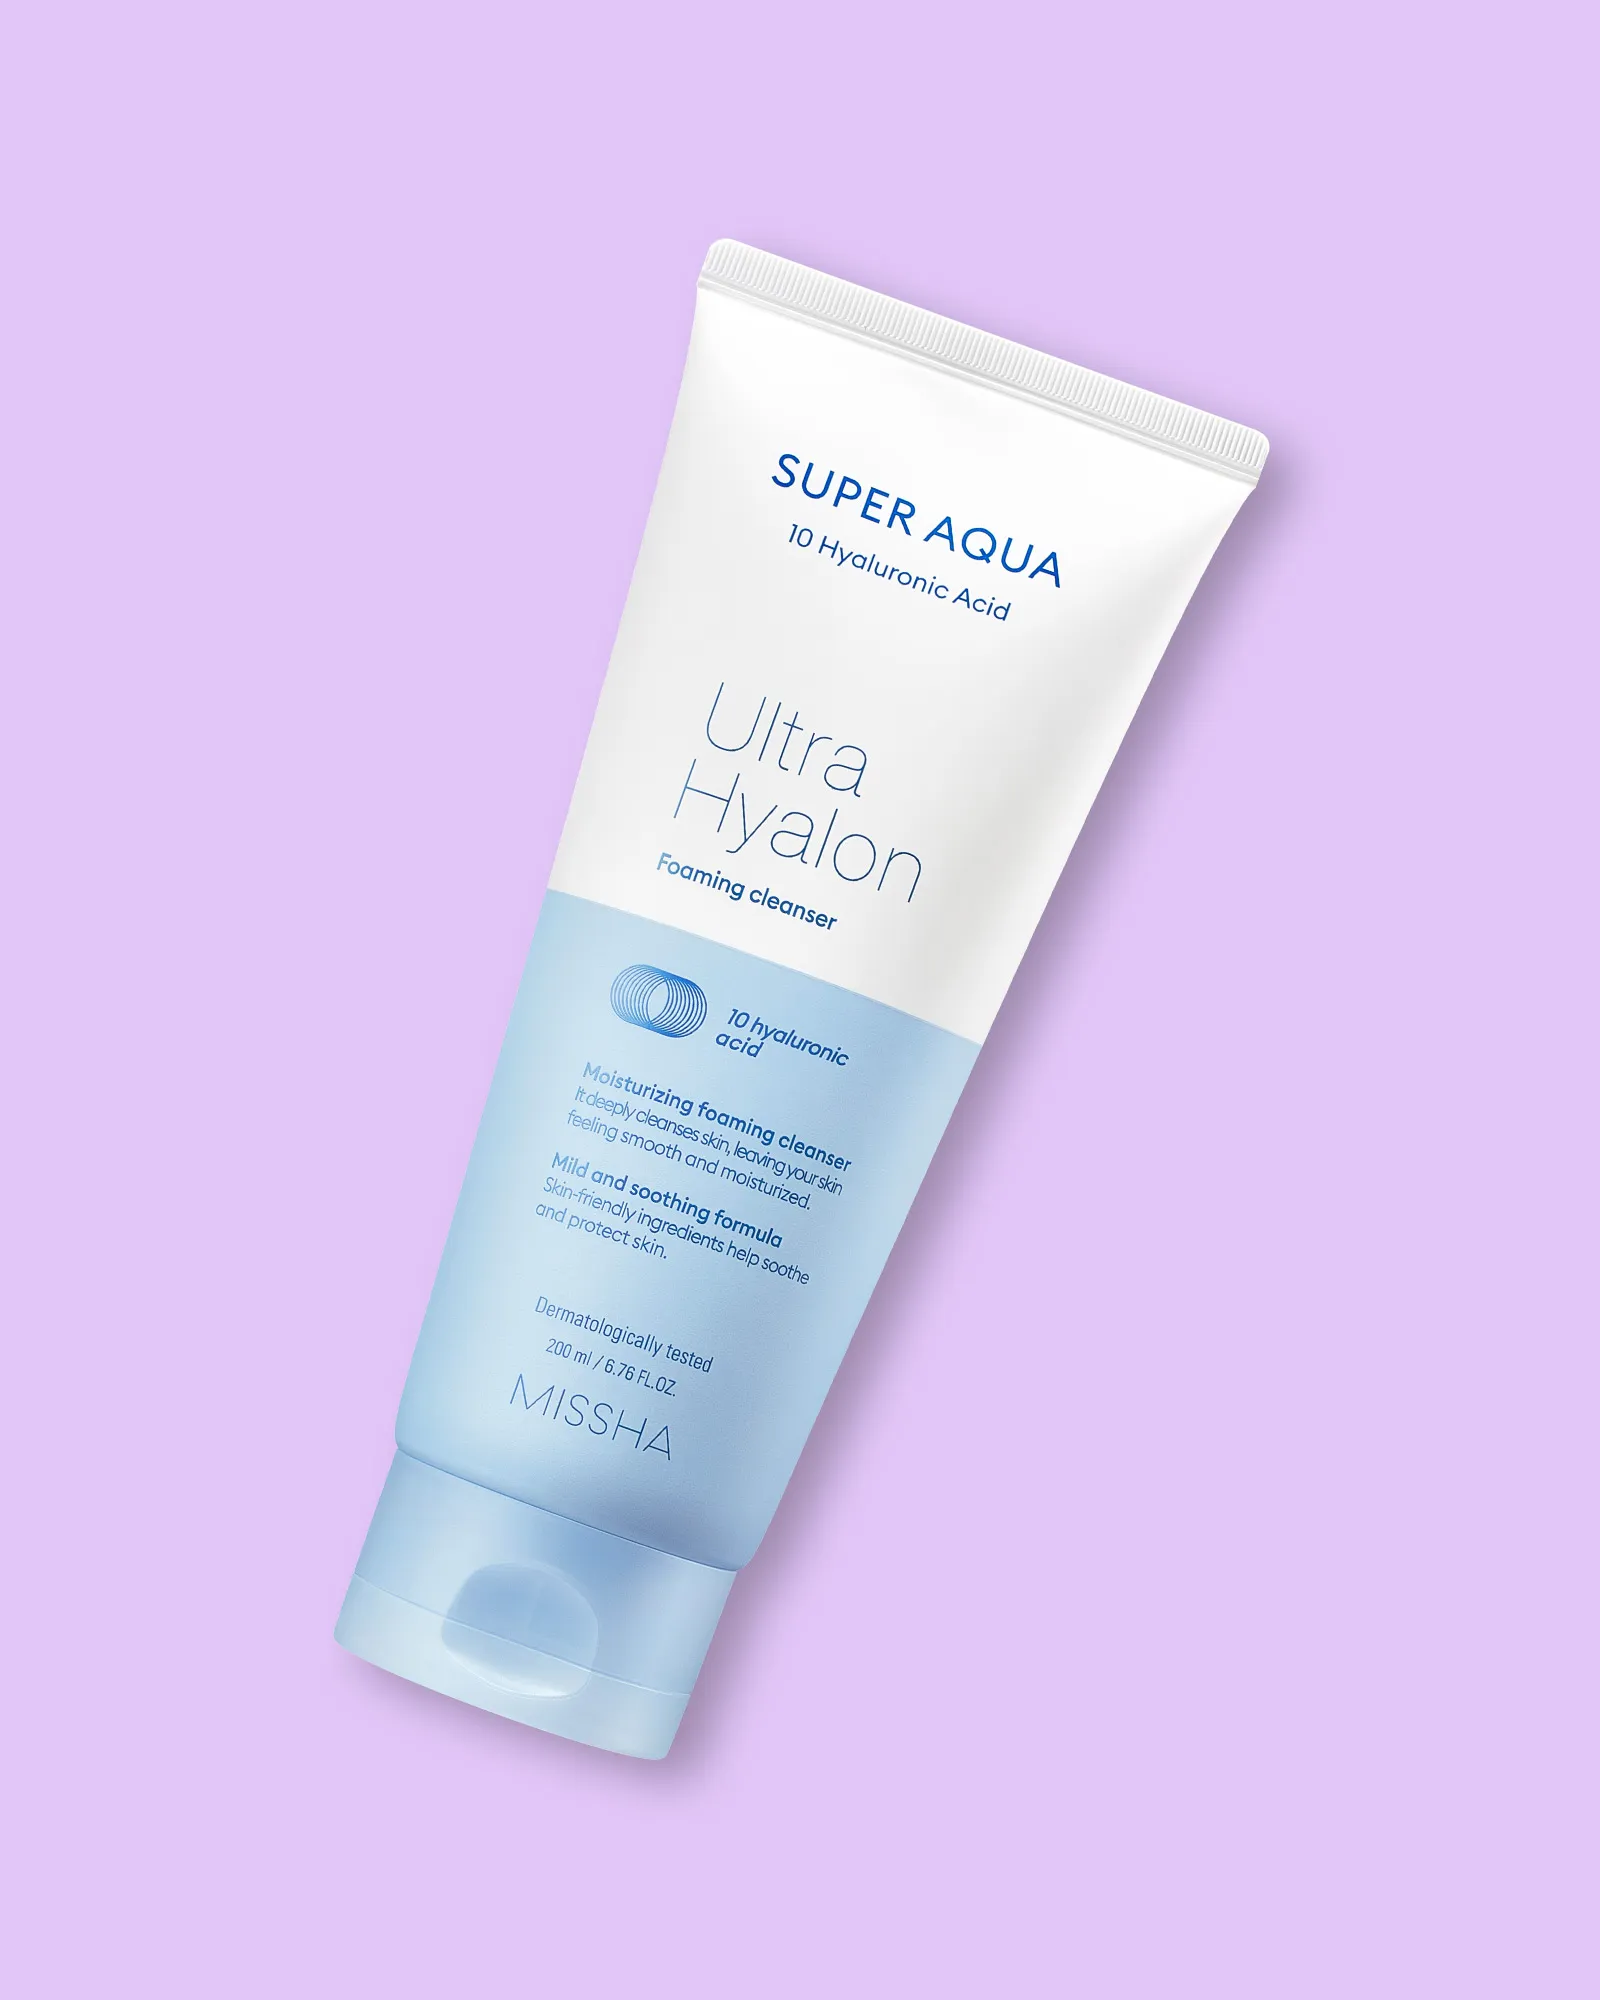 SUPER AQUA
10 Hyaluronic Acid
Ultra
Hyalon
Foaming cleanser
10 hyaluronic
acid
Moisturizing foaming cleanser
It deeply cleanses skin, leaving your skin
feeling smooth and moisturized.
Mild and soothing formula
Skin-friendly ingredients help soothe
and protect skin.
Dermatologically tested
200 ml / 6.76 FL.OZ.
MISSHA